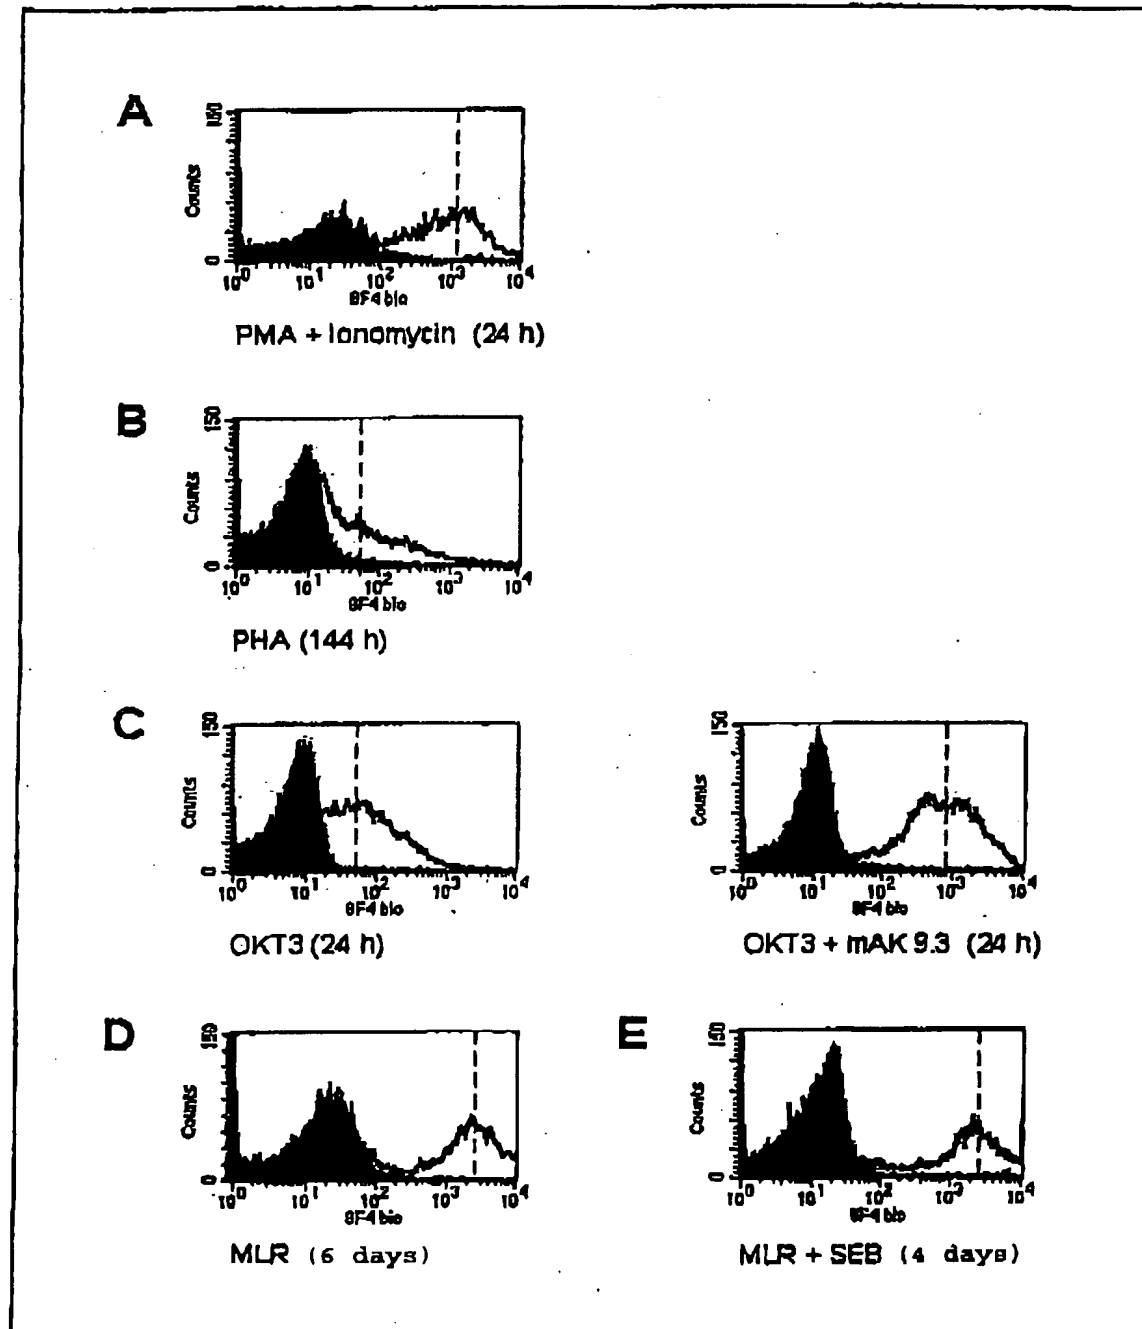 A
150
Counts
0
10^0 10^1 10^2 10^3 10^4
8F4 bio
PMA + Ionomycin (24 h)
B
150
Counts
0
10^0 10^1 10^2 10^3 10^4
8F4 bio
PHA (144 h)
C
150
Counts
0
10^0 10^1 10^2 10^3 10^4
8F4 bio
OKT3 (24 h)
150
Counts
0
10^0 10^1 10^2 10^3 10^4
8F-4 bio
OKT3 + mAK 9.3 (24 h)
D
150
Counts
0
10^0 10^1 10^2 10^3 10^4
8F4 bio
MLR (6 days)
E
150
Counts
0
10^0 10^1 10^2 10^3 10^4
8F-4 bio
MLR + SEB (4 days)